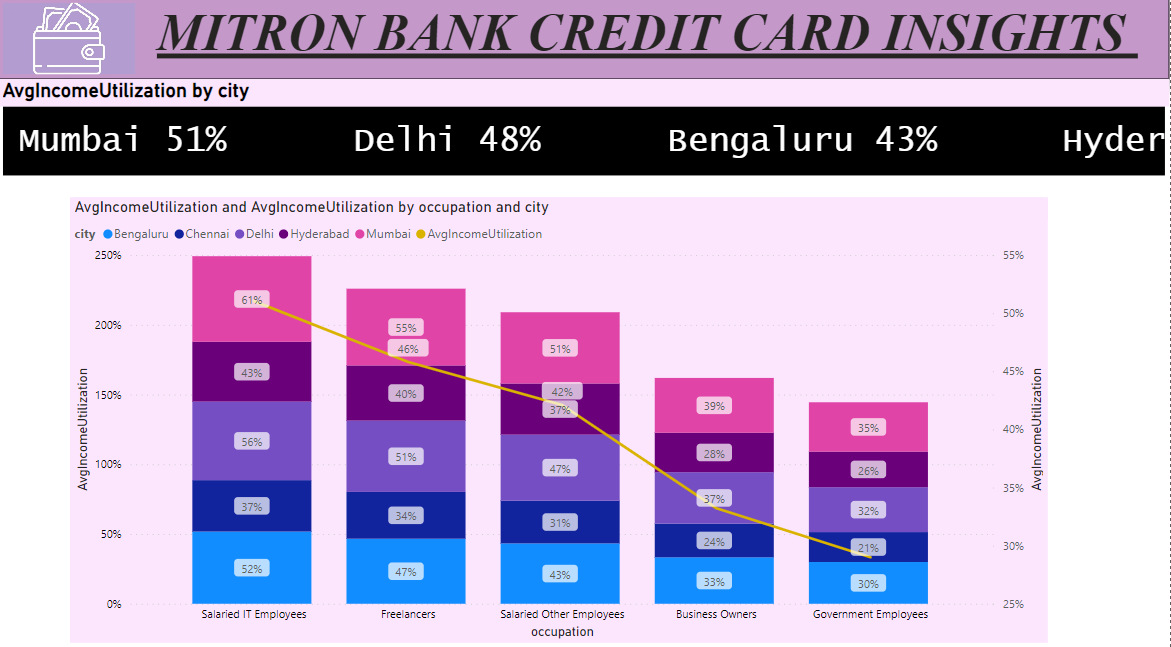 MITRON BANK CREDIT CARD INSIGHTS
AvgIncomeUtilization by city
Mumbai 51% Delhi 48% Bengaluru 43% Hyder
AvgIncomeUtilization and AvgIncomeUtilization by occupation and city
city Bengaluru Chennai Delhi Hyderabad Mumbai AvgIncomeUtilization
250% 55%
61%
50%
200% 55%
46% 51%
45%
43% 40% 42%
150% 37% 39%
40%
35%
56% 51% 47% 28%
100% 26%
37% 35%
37% 34% 31% 32%
50% 24% 21% 30%
52% 47% 43% 33% 30%
0% 25%
AvgIncomeUtilization
AvgIncomeUtilization
Salaried IT Employees Freelancers Salaried Other Employees Business Owners Government Employees
occupation